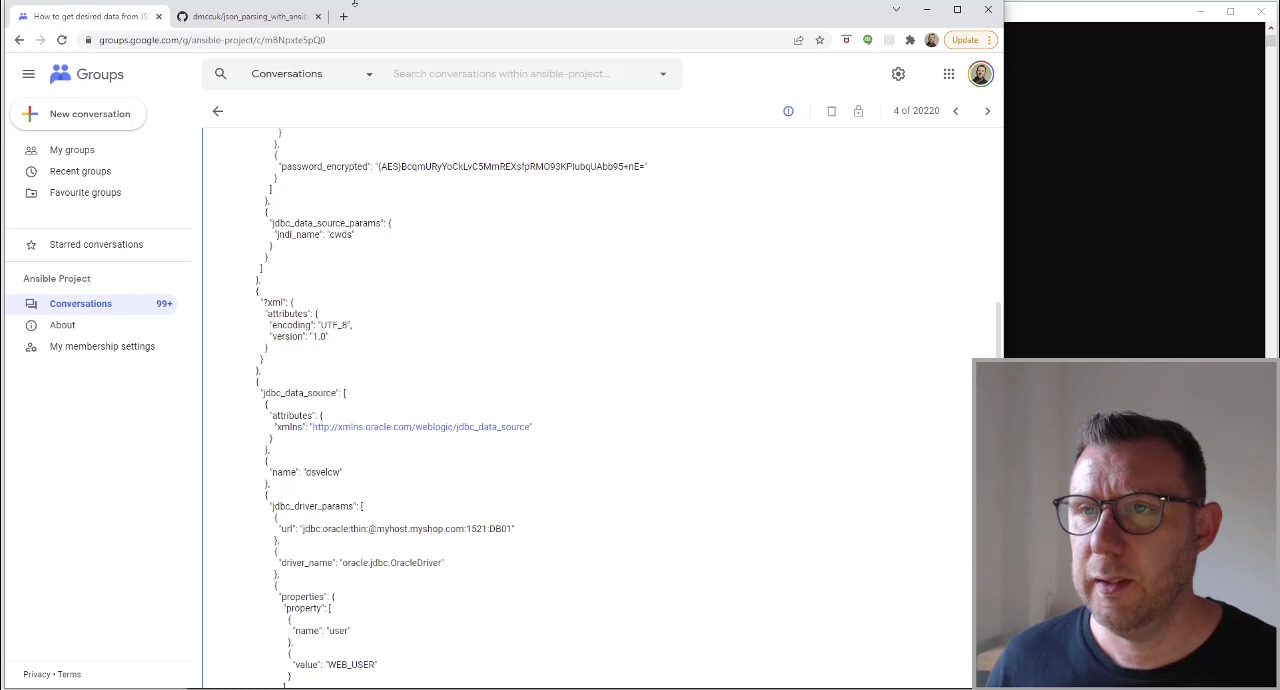 How to get desired data from JS
dmccuk/json_parsing_with_ansib
groups.google.com/g/ansible-project/c/m8Npxbs5pQ0
Update
Groups
Conversations
Search conversations within ansible-project...
New conversation
4 of 20220
My groups
Recent groups
Favourite groups
Starred conversations
Ansible Project
Conversations
99+
About
My membership settings
}
},
{
"password_encrypted": "{AES}BcqmURyYoCkLvC5MmREXsfpRMO93KPIubqUAbb95+nE="
}
]
},
{
"jdbc_data_source_params": {
"jndi_name": "cwds"
}
}
]
},
{
"?xml": {
"attributes": {
"encoding": "UTF_8",
"version": "1.0"
}
}
},
{
"jdbc_data_source": [
{
"attributes": {
"xmlns": "http://xmlns.oracle.com/weblogic/jdbc_data_source"
}
},
{
"name": "dsvelcw"
},
{
"jdbc_driver_params": [
{
"url": "jdbc:oracle:thin:@myhost.myshop.com:1521:DB01"
},
{
"driver_name": "oracle.jdbc.OracleDriver"
},
{
"properties": {
"property": [
{
"name": "user"
},
{
"value": "WEB_USER"
}
]
Privacy • Terms